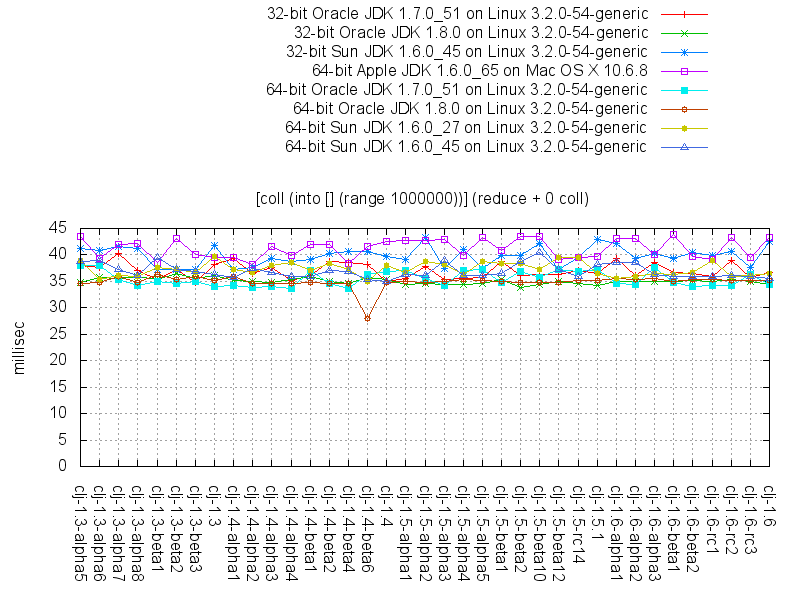 32-bit Oracle JDK 1.7.0_51 on Linux 3.2.0-54-generic
32-bit Oracle JDK 1.8.0 on Linux 3.2.0-54-generic
32-bit Sun JDK 1.6.0_45 on Linux 3.2.0-54-generic
64-bit Apple JDK 1.6.0_65 on Mac OS X 10.6.8
64-bit Oracle JDK 1.7.0_51 on Linux 3.2.0-54-generic
64-bit Oracle JDK 1.8.0 on Linux 3.2.0-54-generic
64-bit Sun JDK 1.6.0_27 on Linux 3.2.0-54-generic
64-bit Sun JDK 1.6.0_45 on Linux 3.2.0-54-generic
[coll (into [] (range 1000000))] (reduce + 0 coll)
45
40
35
30
25
20
15
10
5
0
millisec
clj-1.3-alpha5
clj-1.3-alpha6
clj-1.3-alpha7
clj-1.3-alpha8
clj-1.3-beta1
clj-1.3-beta2
clj-1.3-beta3
clj-1.3
clj-1.4-alpha1
clj-1.4-alpha2
clj-1.4-alpha3
clj-1.4-alpha4
clj-1.4-beta1
clj-1.4-beta2
clj-1.4-beta4
clj-1.4-beta6
clj-1.4
clj-1.5-alpha1
clj-1.5-alpha2
clj-1.5-alpha3
clj-1.5-alpha4
clj-1.5-alpha5
clj-1.5-beta1
clj-1.5-beta2
clj-1.5-beta10
clj-1.5-beta12
clj-1.5-rc14
clj-1.5.1
clj-1.6-alpha1
clj-1.6-alpha2
clj-1.6-alpha3
clj-1.6-beta1
clj-1.6-beta2
clj-1.6-rc1
clj-1.6-rc2
clj-1.6-rc3
clj-1.6